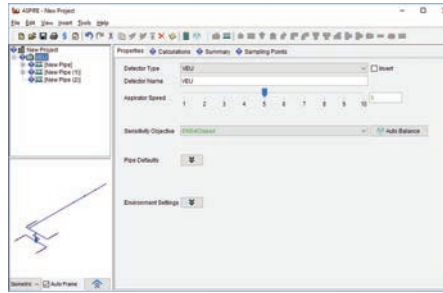 ASPIRE - New Project
File Edit View Insert Tools Help
New Project
VEU
[New Pipe]
[New Pipe (1)]
[New Pipe (2)]
Properties Calculations Summary Sampling Points
Detector Type VEU Invert
Detector Name VEU
Aspirator Speed 1 2 3 4 5 6 7 8 9 10 5
Sensitivity Objective Auto Balance
Pipe Defaults
Environment Settings
Isometric Auto Frame